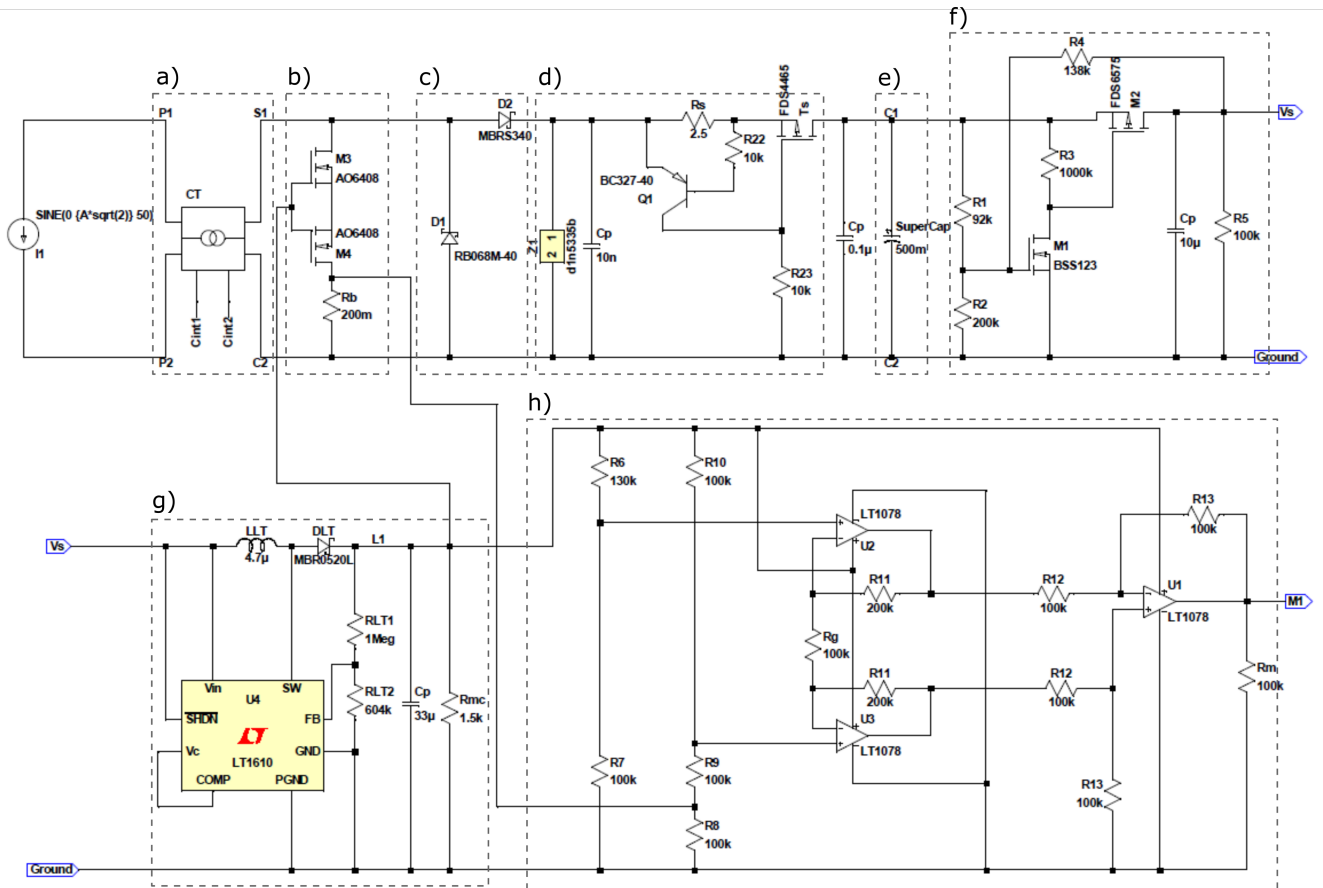 a)
b)
c)
d)
e)
f)
P1
S1
CT
SINE(0 {A*sqrt(2)} 50)
I1
P2
C2
Cint1
Cint2
M3
AO6408
AO6408
M4
Rb
200m
D1
RB068M-40
D2
MBRS340
Z1
1
2
d1n5335b
Cp
10n
Rs
2.5
R22
10k
BC327-40
Q1
R23
10k
FDS4465
Ts
Cp
0.1µ
C1
SuperCap
500m
C2
R4
138k
FDS6575
M2
R3
1000k
R1
92k
M1
BSS123
R2
200k
Cp
10µ
R5
100k
Vs
Ground
g)
Vs
LLT
4.7µ
DLT
MBR0520L
L1
RLT1
1Meg
RLT2
604k
Cp
33µ
Rmc
1.5k
Vin
SW
U4
SHDN
FB
Vc
GND
LT1610
COMP
PGND
Ground
h)
R6
130k
R10
100k
R7
100k
R9
100k
R8
100k
LT1078
U2
R11
200k
Rg
100k
R11
200k
U3
LT1078
R12
100k
R12
100k
R13
100k
R13
100k
U1
LT1078
M1
Rm
100k